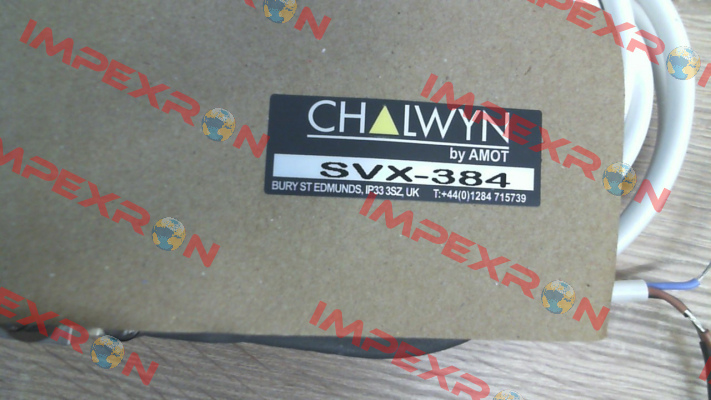 IMPEXRON
IMPEXRON
IMPEXRON
IMPEXRON
CHALWYN
by AMOT
SVX-384
BURY ST EDMUNDS, IP33 3SZ, UK T:+44(0)1284 715739
IMPEXRON
IMPEXRON
IMPEXRON
IMPEXRON